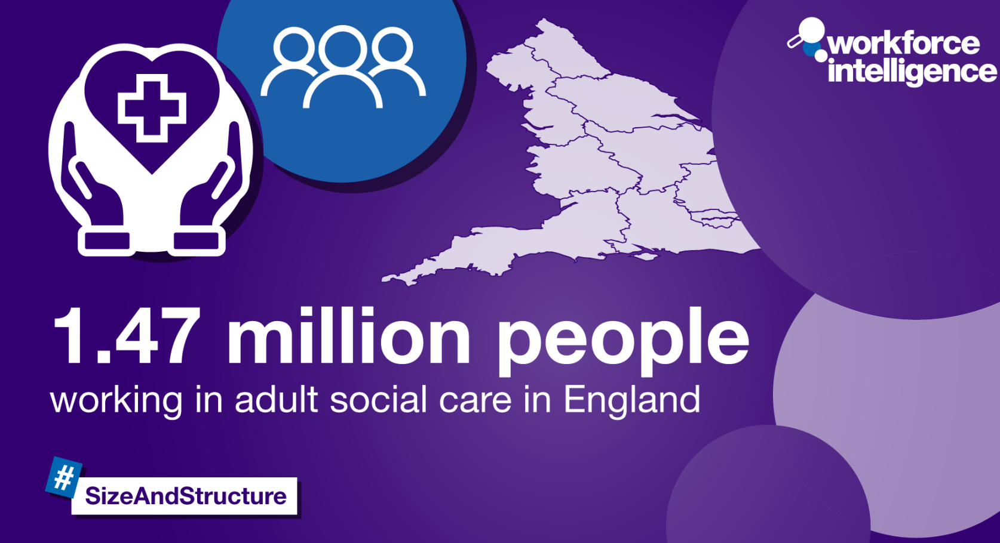 workforce
intelligence
1.47 million people
working in adult social care in England
#
SizeAndStructure